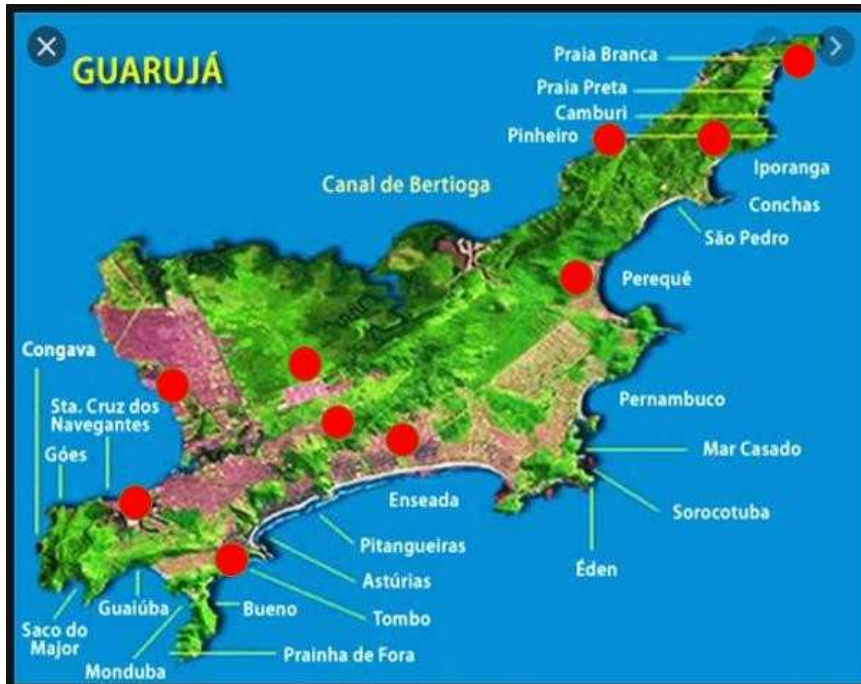 GUARUJÁ
Praia Branca
Praia Preta
Camburi
Pinheiro
Iporanga
Canal de Bertioga
Conchas
São Pedro
Perequê
Congava
Sta. Cruz dos
Navegantes
Góes
Pernambuco
Mar Casado
Enseada
Sorocotuba
Pitangueiras
Éden
Astúrias
Guaiúba
Bueno
Tombo
Saco do
Major
Monduba
Prainha de Fora